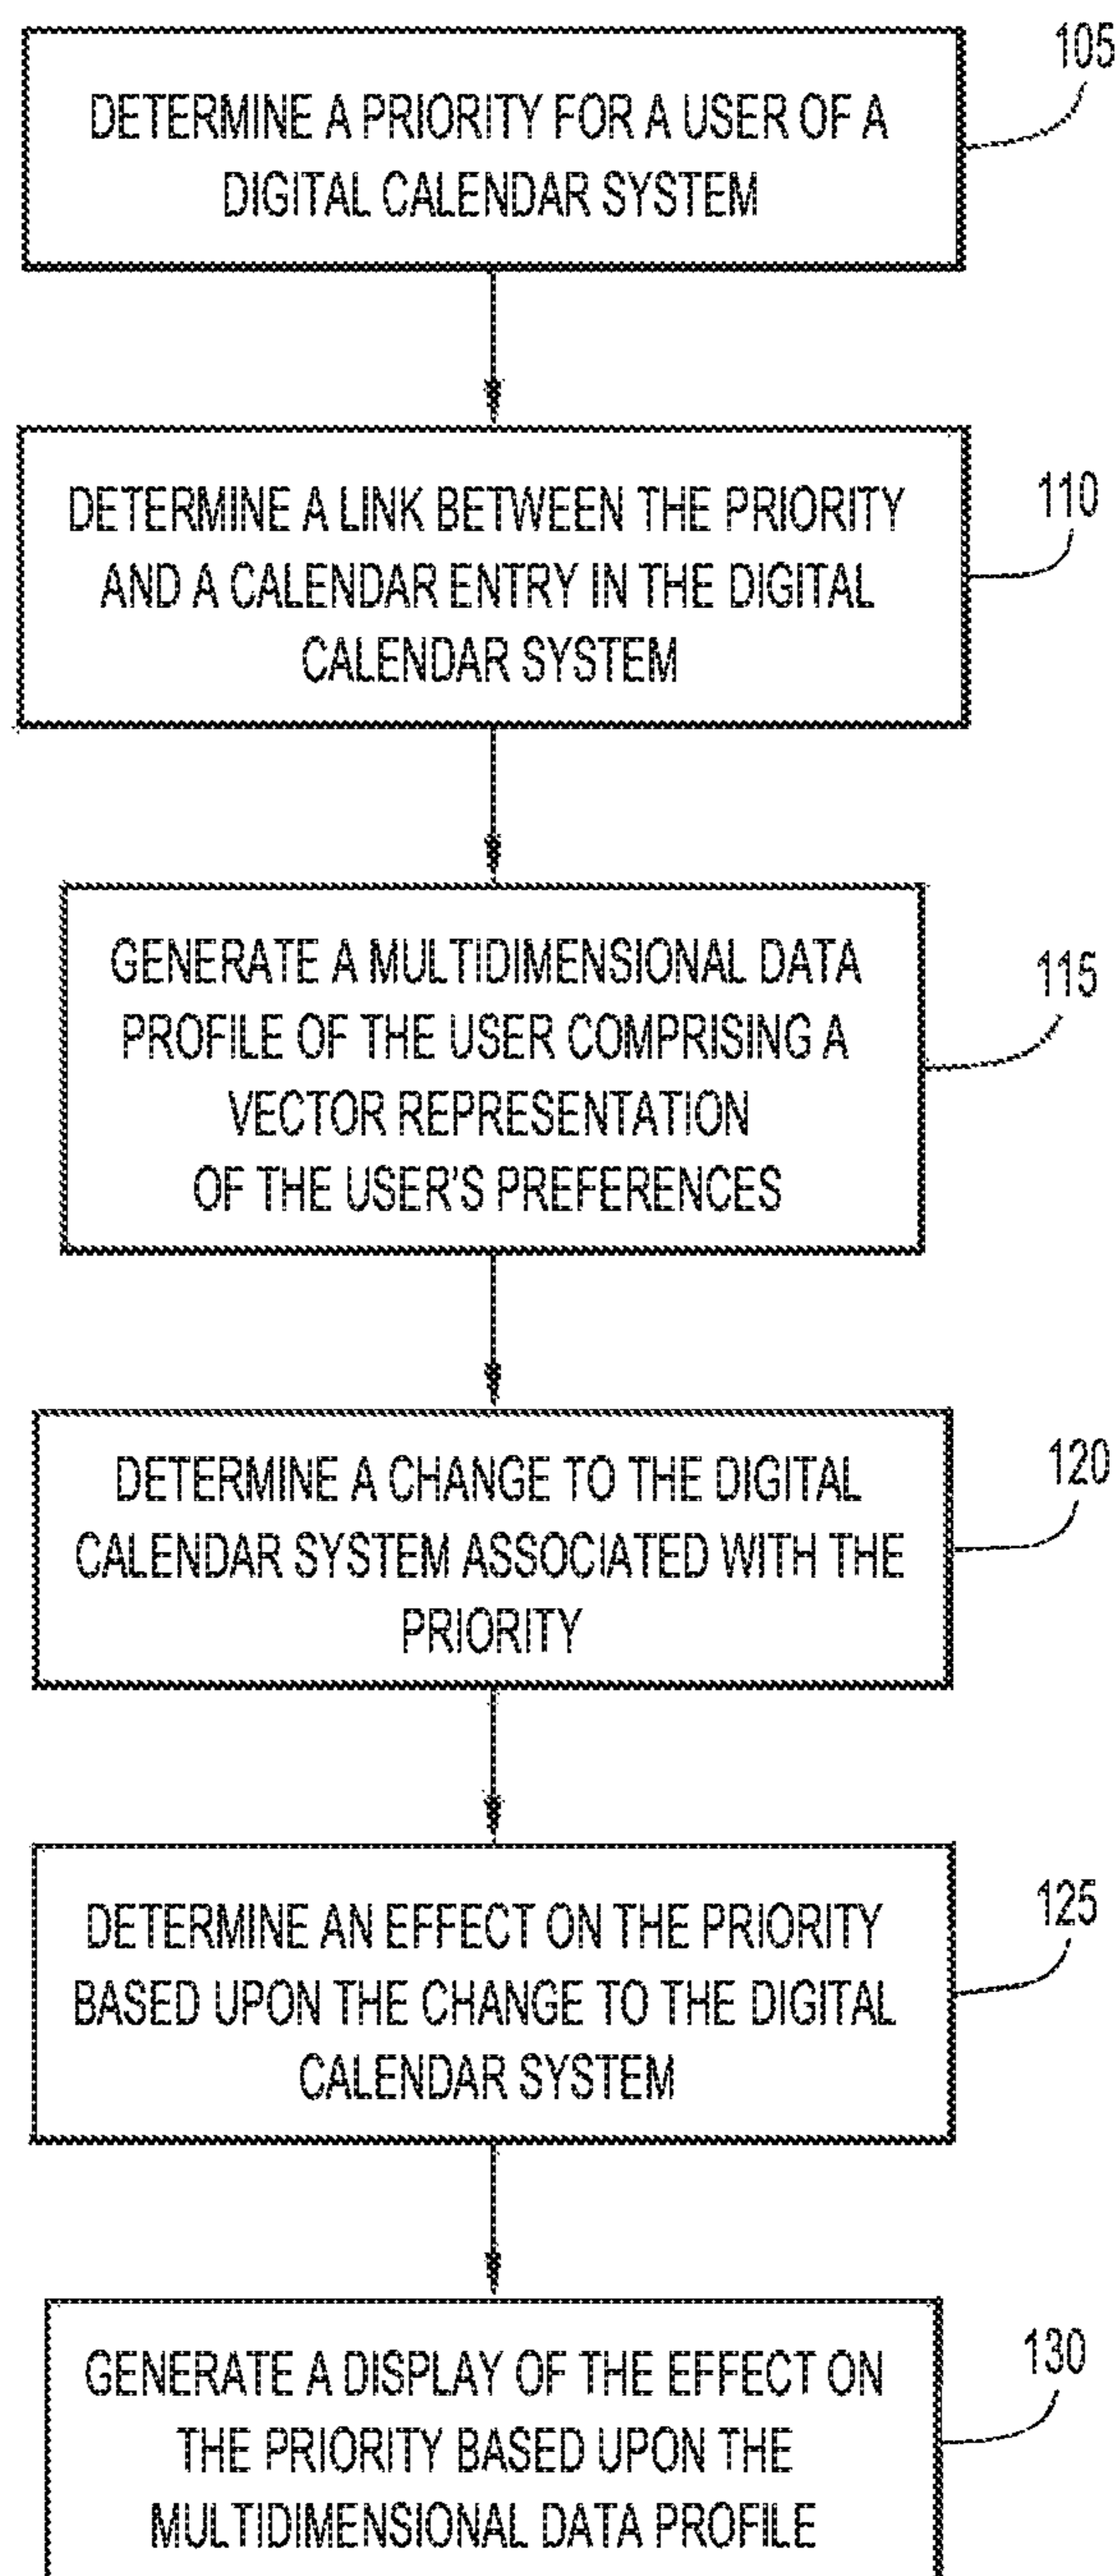 105
DETERMINE A PRIORITY FOR A USER OF A
DIGITAL CALENDAR SYSTEM
110
DETERMINE A LINK BETWEEN THE PRIORITY
AND A CALENDAR ENTRY IN THE DIGITAL
CALENDAR SYSTEM
115
GENERATE A MULTIDIMENSIONAL DATA
PROFILE OF THE USER COMPRISING A
VECTOR REPRESENTATION
OF THE USER'S PREFERENCES
120
DETERMINE A CHANGE TO THE DIGITAL
CALENDAR SYSTEM ASSOCIATED WITH THE
PRIORITY
125
DETERMINE AN EFFECT ON THE PRIORITY
BASED UPON THE CHANGE TO THE DIGITAL
CALENDAR SYSTEM
130
GENERATE A DISPLAY OF THE EFFECT ON
THE PRIORITY BASED UPON THE
MULTIDIMENSIONAL DATA PROFILE